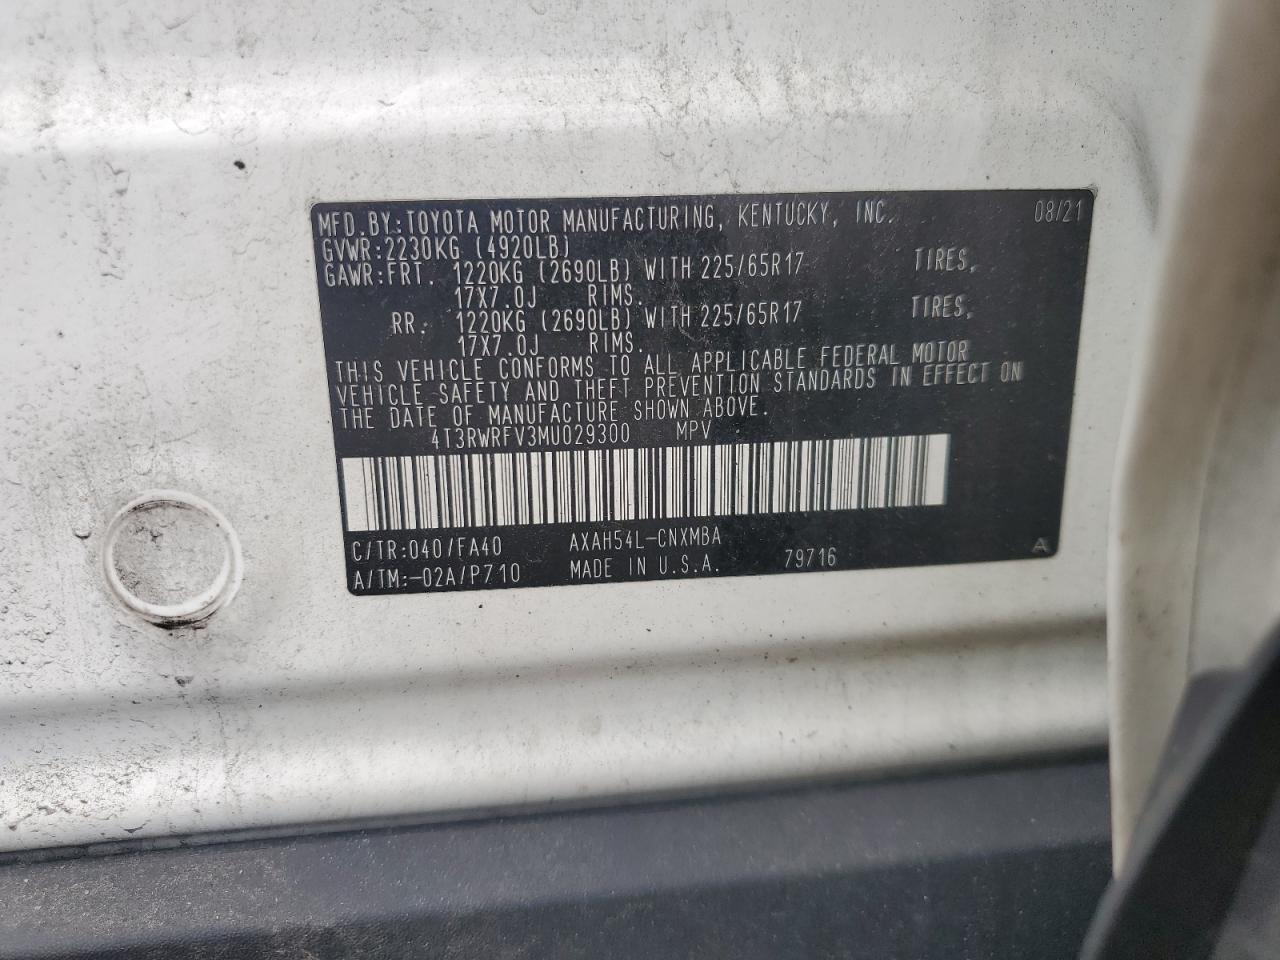 MFD.BY:TOYOTA MOTOR MANUFACTURING, KENTUCKY, INC. 08/21
GVWR:2230KG (4920LB)
GAWR:FRT. 1220KG (2690LB) WITH 225/65R17 TIRES,
17X7.0J RIMS.
RR. 1220KG (2690LB) WITH 225/65R17 TIRES,
17X7.0J RIMS.
THIS VEHICLE CONFORMS TO ALL APPLICABLE FEDERAL MOTOR
VEHICLE SAFETY AND THEFT PREVENTION STANDARDS IN EFFECT ON
THE DATE OF MANUFACTURE SHOWN ABOVE.
4T3RWRFV3MU029300 MPV
C/TR:040/FA40 AXAH54L-CNXMBA
A/TM:-02A/P710 MADE IN U.S.A. 79716 A